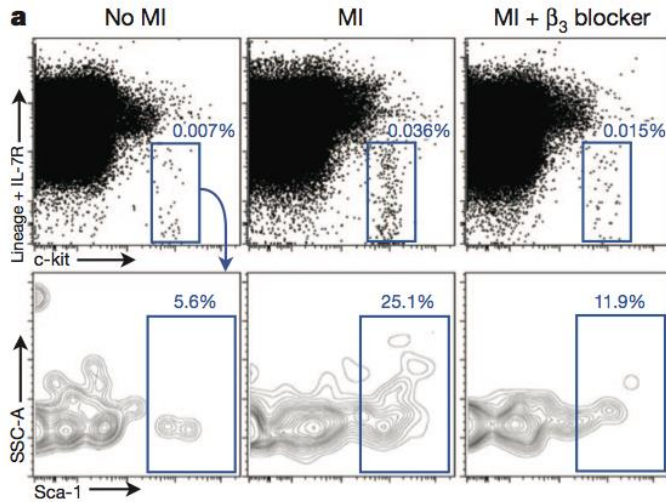 a
No MI
MI
MI + β3 blocker
Lineage + IL-7R
0.007%
0.036%
0.015%
c-kit
SSC-A
5.6%
25.1%
11.9%
Sca-1